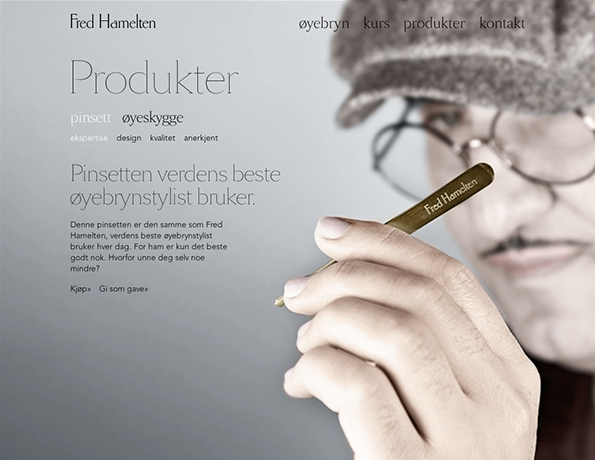 Fred Hamelten
øyebryn kurs produkter kontakt
Produkter
pinsett øyeskygge
ekspertise design kvalitet anerkjent
Pinsetten verdens beste
øyebrynstylist bruker.
Denne pinsetten er den samme som Fred
Hamelten, verdens beste øyebrynstylist
bruker hver dag. For ham er kun det beste
godt nok. Hvorfor unne deg selv noe
mindre?
Kjøp» Gi som gave»
Fred Hamelten